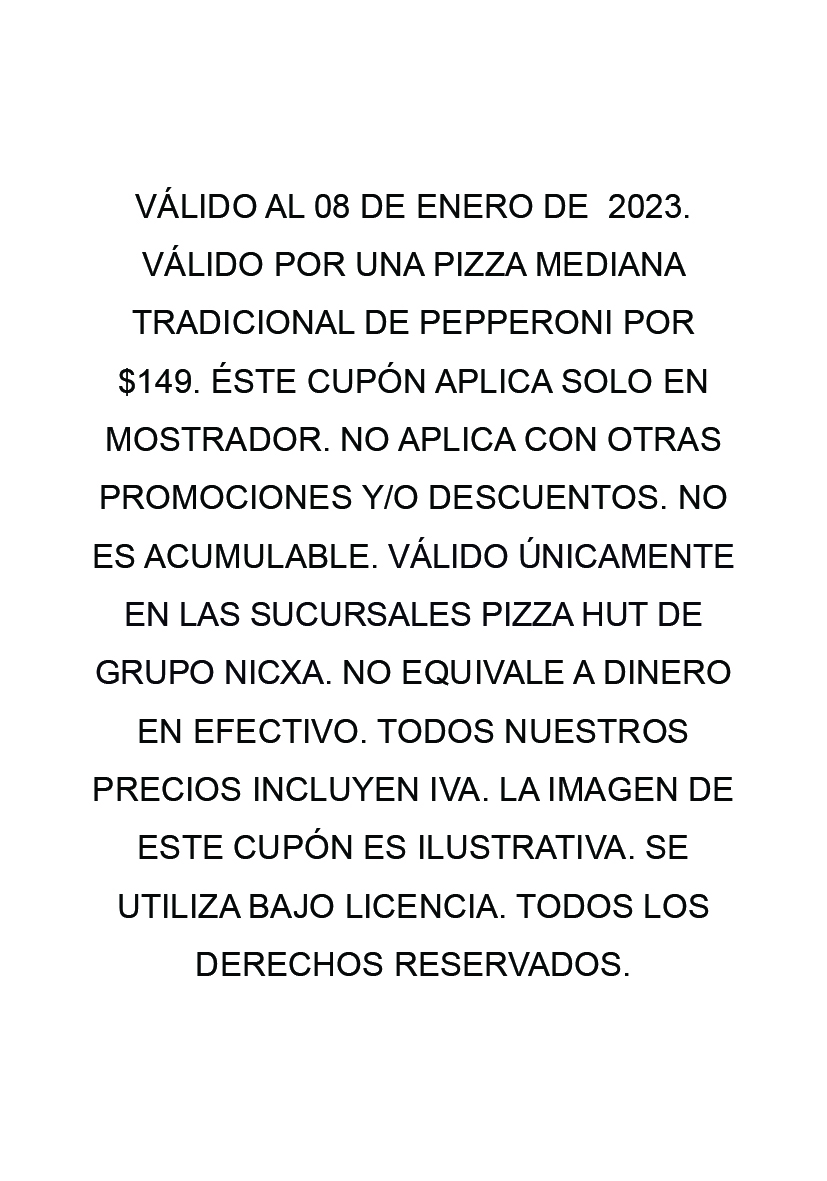 VÁLIDO AL 08 DE ENERO DE  2023.
VÁLIDO POR UNA PIZZA MEDIANA
TRADICIONAL DE PEPPERONI POR
$149. ÉSTE CUPÓN APLICA SOLO EN
MOSTRADOR. NO APLICA CON OTRAS
PROMOCIONES Y/O DESCUENTOS. NO
ES ACUMULABLE. VÁLIDO ÚNICAMENTE
EN LAS SUCURSALES PIZZA HUT DE
GRUPO NICXA. NO EQUIVALE A DINERO
EN EFECTIVO. TODOS NUESTROS
PRECIOS INCLUYEN IVA. LA IMAGEN DE
ESTE CUPÓN ES ILUSTRATIVA. SE
UTILIZA BAJO LICENCIA. TODOS LOS
DERECHOS RESERVADOS.